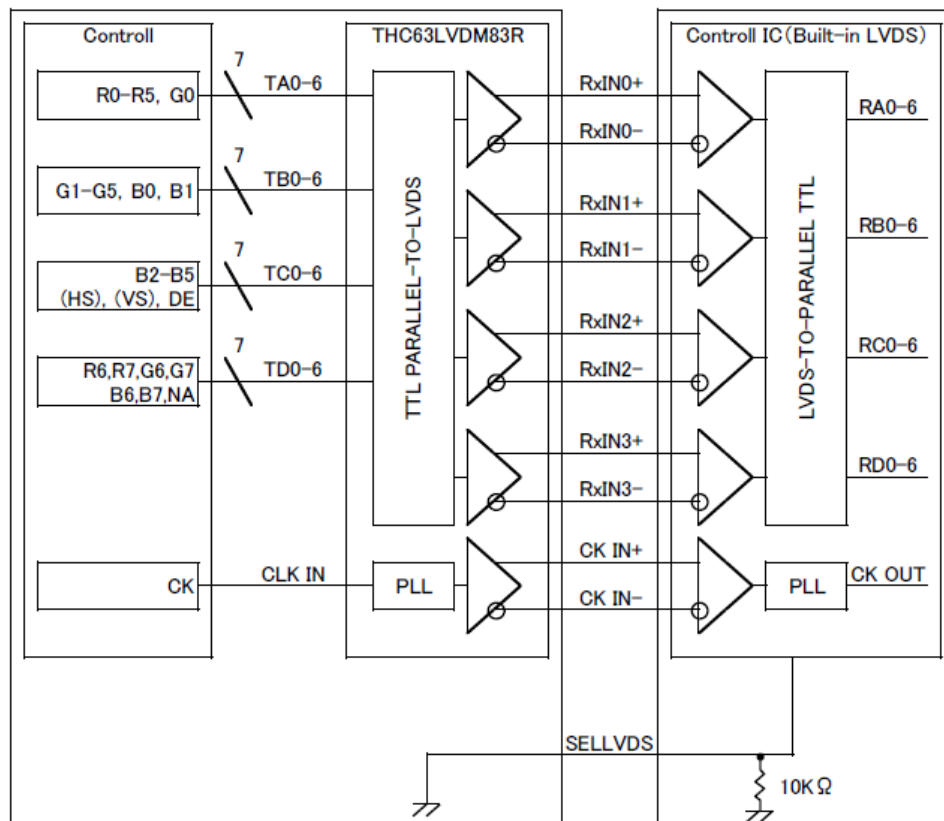 Controll
THC63LVDM83R
Controll IC(Built-in LVDS)
R0-R5, G0
7
TA0-6
RxIN0+
RxIN0-
RA0-6
G1-G5, B0, B1
7
TB0-6
RxIN1+
RxIN1-
RB0-6
B2-B5
(HS), (VS), DE
7
TC0-6
RxIN2+
RxIN2-
RC0-6
R6,R7,G6,G7
B6,B7,NA
7
TD0-6
RxIN3+
RxIN3-
RD0-6
TTL PARALLEL-TO-LVDS
LVDS-TO-PARALLEL TTL
CK
CLK IN
PLL
CK IN+
CK IN-
PLL
CK OUT
SELLVDS
10KΩ